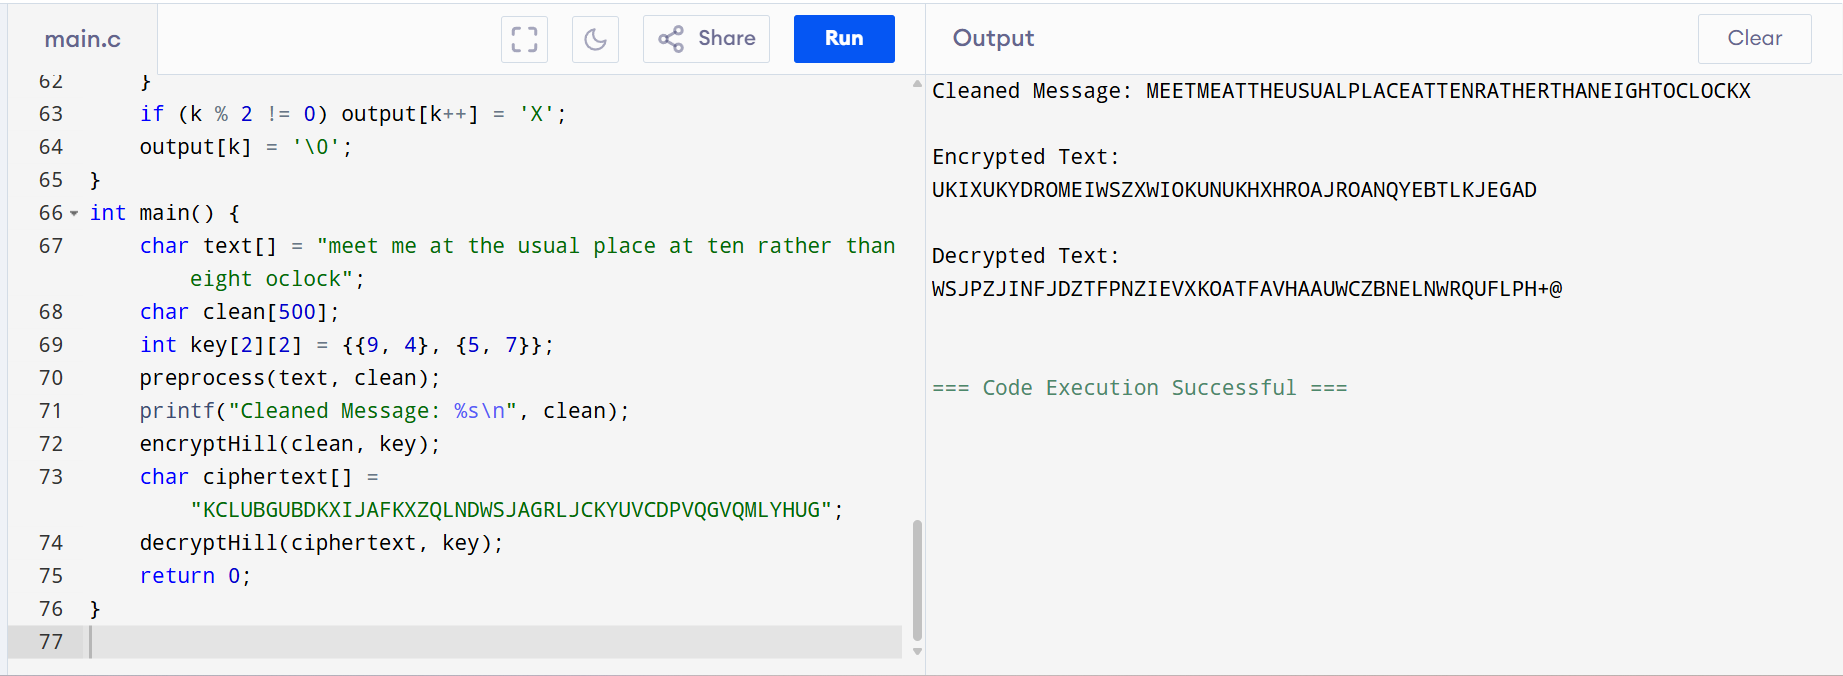 main.c
Share
Run
Output
Clear
62 }
63 if (k % 2 != 0) output[k++] = 'X';
64 output[k] = '\0';
65 }
66 int main() {
67 char text[] = "meet me at the usual place at ten rather than
eight oclock";
68 char clean[500];
69 int key[2][2] = {{9, 4}, {5, 7}};
70 preprocess(text, clean);
71 printf("Cleaned Message: %s\n", clean);
72 encryptHill(clean, key);
73 char ciphertext[] =
"KCLUBGUBDKXIJAFKXZQLNDWSJAGRLJCKYUVCDPVQGVQMLYHUG";
74 decryptHill(ciphertext, key);
75 return 0;
76 }
77
Cleaned Message: MEETMEATTHEUSUALPLACEATTENRATHERTHANEIGHTOCLOCKX
Encrypted Text:
UKIXUKYDROMEIWSZXWIOKUNUKHXHROAJROANQYEBTLKJEGAD
Decrypted Text:
WSJPZJINFJDZTFPNZIEVXKOATFAVHAAUWCZBNELNWRQUFLPH+@
=== Code Execution Successful ===